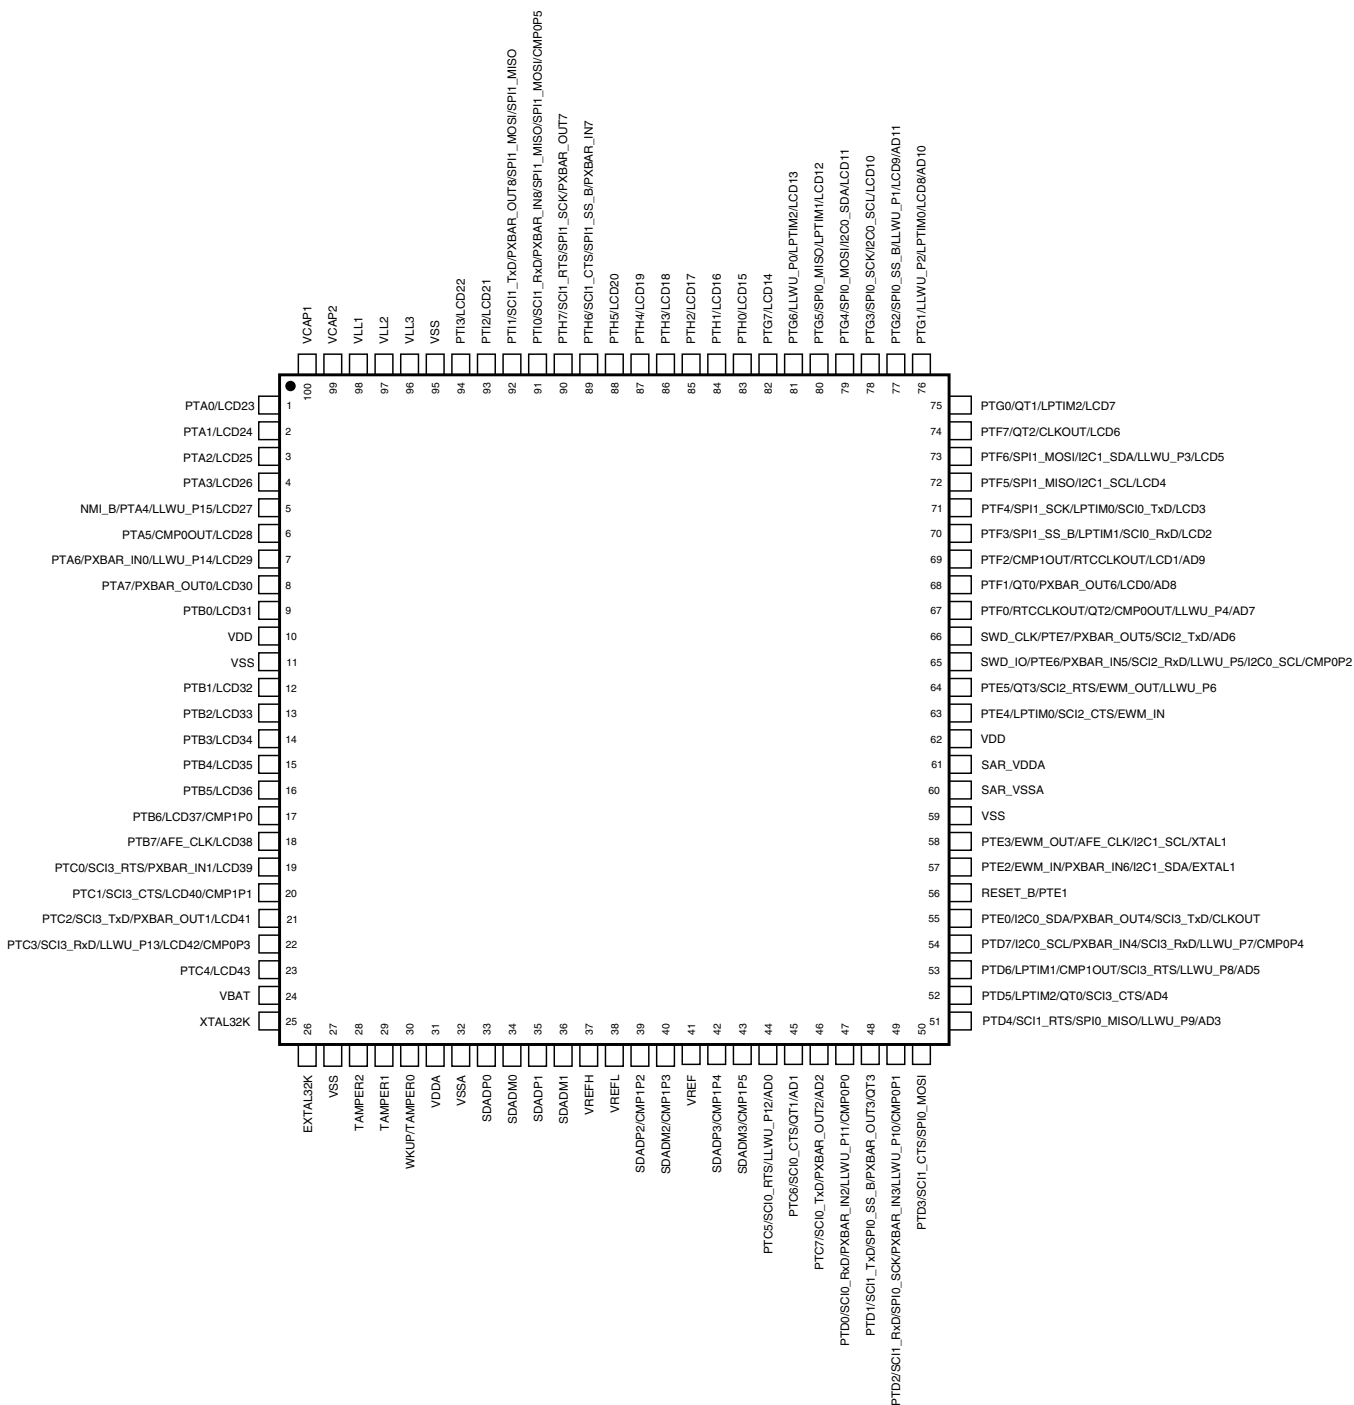 VCAP1
VCAP2
VLL1
VLL2
VLL3
VSS
PTI3/LCD22
PTI2/LCD21
PTI1/SCI1_TxD/PXBAR_OUT8/SPI1_MOSI/SPI1_MISO
PTI0/SCI1_RxD/PXBAR_IN8/SPI1_MISO/SPI1_MOSI/CMP0P5
PTH7/SCI1_RTS/SPI1_SCK/PXBAR_OUT7
PTH6/SCI1_CTS/SPI1_SS_B/PXBAR_IN7
PTH5/LCD20
PTH4/LCD19
PTH3/LCD18
PTH2/LCD17
PTH1/LCD16
PTH0/LCD15
PTG7/LCD14
PTG6/LLWU_P0/LPTIM2/LCD13
PTG5/SPI0_MISO/LPTIM1/LCD12
PTG4/SPI0_MOSI/I2C0_SDA/LCD11
PTG3/SPI0_SCK/I2C0_SCL/LCD10
PTG2/SPI0_SS_B/LLWU_P1/LCD9/AD11
PTG1/LLWU_P2/LPTIM0/LCD8/AD10
100 99 98 97 96 95 94 93 92 91 90 89 88 87 86 85 84 83 82 81 80 79 78 77 76
PTA0/LCD23 1
PTA1/LCD24 2
PTA2/LCD25 3
PTA3/LCD26 4
NMI_B/PTA4/LLWU_P15/LCD27 5
PTA5/CMP0OUT/LCD28 6
PTA6/PXBAR_IN0/LLWU_P14/LCD29 7
PTA7/PXBAR_OUT0/LCD30 8
PTB0/LCD31 9
VDD 10
VSS 11
PTB1/LCD32 12
PTB2/LCD33 13
PTB3/LCD34 14
PTB4/LCD35 15
PTB5/LCD36 16
PTB6/LCD37/CMP1P0 17
PTB7/AFE_CLK/LCD38 18
PTC0/SCI3_RTS/PXBAR_IN1/LCD39 19
PTC1/SCI3_CTS/LCD40/CMP1P1 20
PTC2/SCI3_TxD/PXBAR_OUT1/LCD41 21
PTC3/SCI3_RxD/LLWU_P13/LCD42/CMP0P3 22
PTC4/LCD43 23
VBAT 24
XTAL32K 25
75 PTG0/QT1/LPTIM2/LCD7
74 PTF7/QT2/CLKOUT/LCD6
73 PTF6/SPI1_MOSI/I2C1_SDA/LLWU_P3/LCD5
72 PTF5/SPI1_MISO/I2C1_SCL/LCD4
71 PTF4/SPI1_SCK/LPTIM0/SCI0_TxD/LCD3
70 PTF3/SPI1_SS_B/LPTIM1/SCI0_RxD/LCD2
69 PTF2/CMP1OUT/RTCCLKOUT/LCD1/AD9
68 PTF1/QT0/PXBAR_OUT6/LCD0/AD8
67 PTF0/RTCCLKOUT/QT2/CMP0OUT/LLWU_P4/AD7
66 SWD_CLK/PTE7/PXBAR_OUT5/SCI2_TxD/AD6
65 SWD_IO/PTE6/PXBAR_IN5/SCI2_RxD/LLWU_P5/I2C0_SCL/CMP0P2
64 PTE5/QT3/SCI2_RTS/EWM_OUT/LLWU_P6
63 PTE4/LPTIM0/SCI2_CTS/EWM_IN
62 VDD
61 SAR_VDDA
60 SAR_VSSA
59 VSS
58 PTE3/EWM_OUT/AFE_CLK/I2C1_SCL/XTAL1
57 PTE2/EWM_IN/PXBAR_IN6/I2C1_SDA/EXTAL1
56 RESET_B/PTE1
55 PTE0/I2C0_SDA/PXBAR_OUT4/SCI3_TxD/CLKOUT
54 PTD7/I2C0_SCL/PXBAR_IN4/SCI3_RxD/LLWU_P7/CMP0P4
53 PTD6/LPTIM1/CMP1OUT/SCI3_RTS/LLWU_P8/AD5
52 PTD5/LPTIM2/QT0/SCI3_CTS/AD4
51 PTD4/SCI1_RTS/SPI0_MISO/LLWU_P9/AD3
26 27 28 29 30 31 32 33 34 35 36 37 38 39 40 41 42 43 44 45 46 47 48 49 50
EXTAL32K
VSS
TAMPER2
TAMPER1
WKUP/TAMPER0
VDDA
VSSA
SDADP0
SDADM0
SDADP1
SDADM1
VREFH
VREFL
SDADP2/CMP1P2
SDADM2/CMP1P3
VREF
SDADP3/CMP1P4
SDADM3/CMP1P5
PTC5/SCI0_RTS/LLWU_P12/AD0
PTC6/SCI0_CTS/QT1/AD1
PTC7/SCI0_TxD/PXBAR_OUT2/AD2
PTD0/SCI0_RxD/PXBAR_IN2/LLWU_P11/CMP0P0
PTD1/SCI1_TxD/SPI0_SS_B/PXBAR_OUT3/QT3
PTD2/SCI1_RxD/SPI0_SCK/PXBAR_IN3/LLWU_P10/CMP0P1
PTD3/SCI1_CTS/SPI0_MOSI